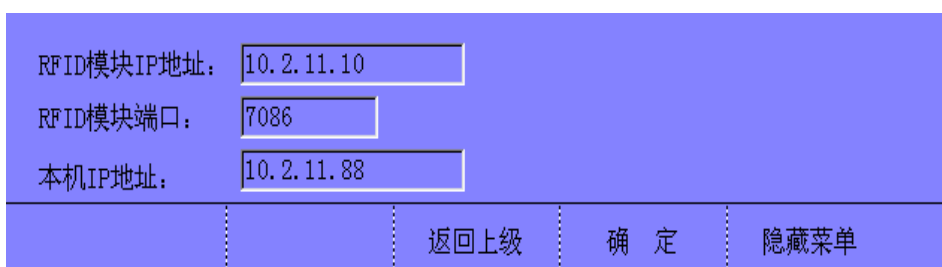 RFID模块IP地址： 10.2.11.10
RFID模块端口： 7086
本机IP地址： 10.2.11.88
返回上级 确 定 隐藏菜单